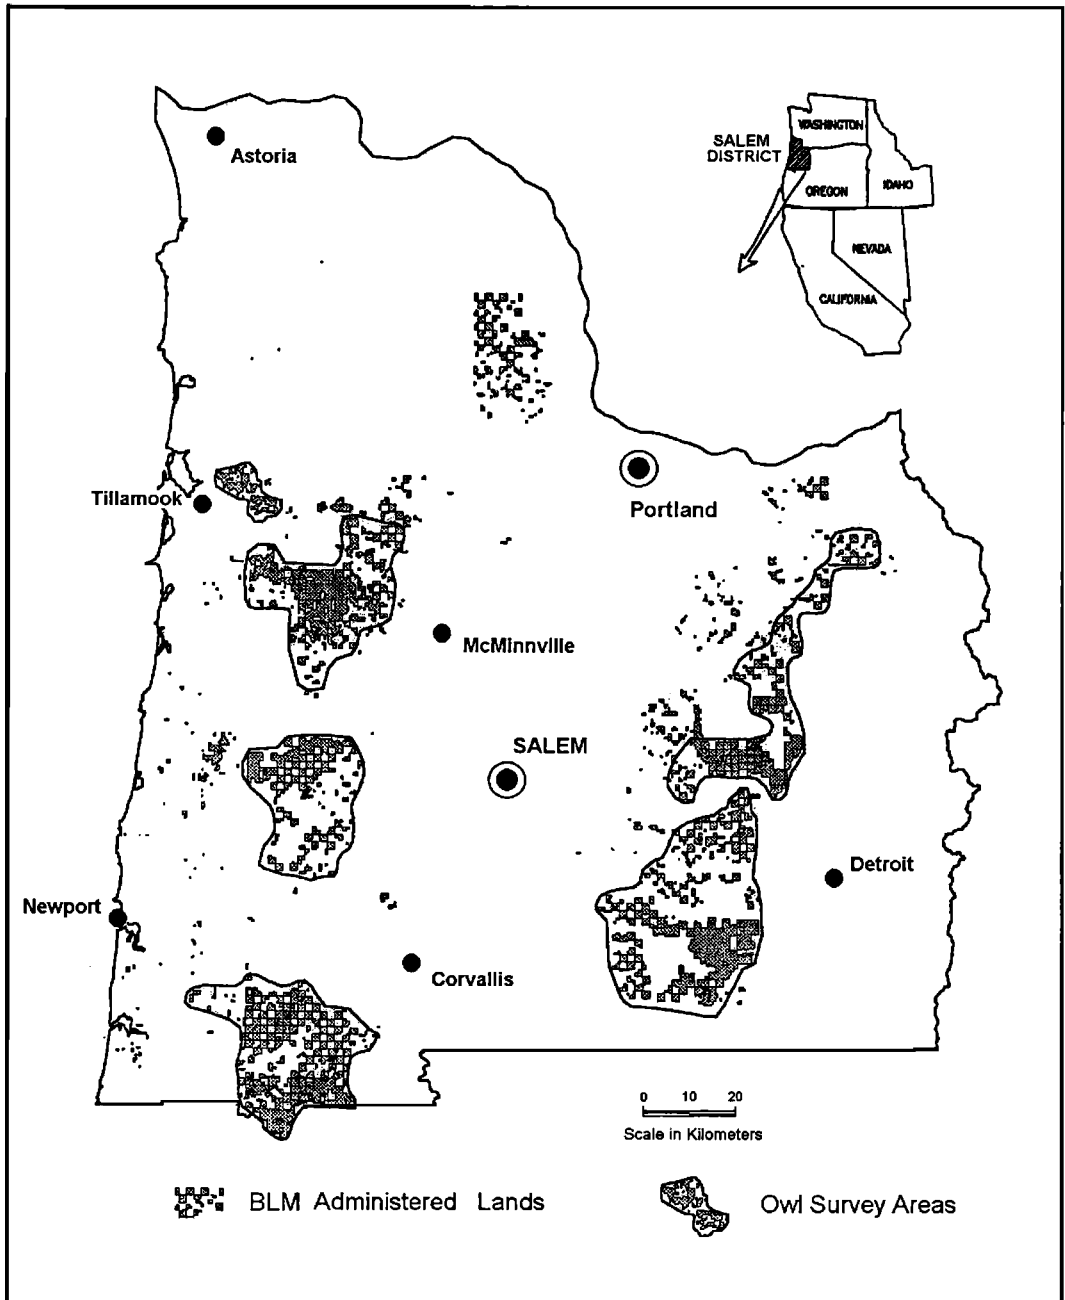 Astoria
SALEM
DISTRICT
WASHINGTON
OREGON
IDAHO
NEVADA
CALIFORNIA
Tillamook
Portland
McMinnville
SALEM
Detroit
Newport
Corvallis
0 10 20
Scale in Kilometers
BLM Administered Lands
Owl Survey Areas